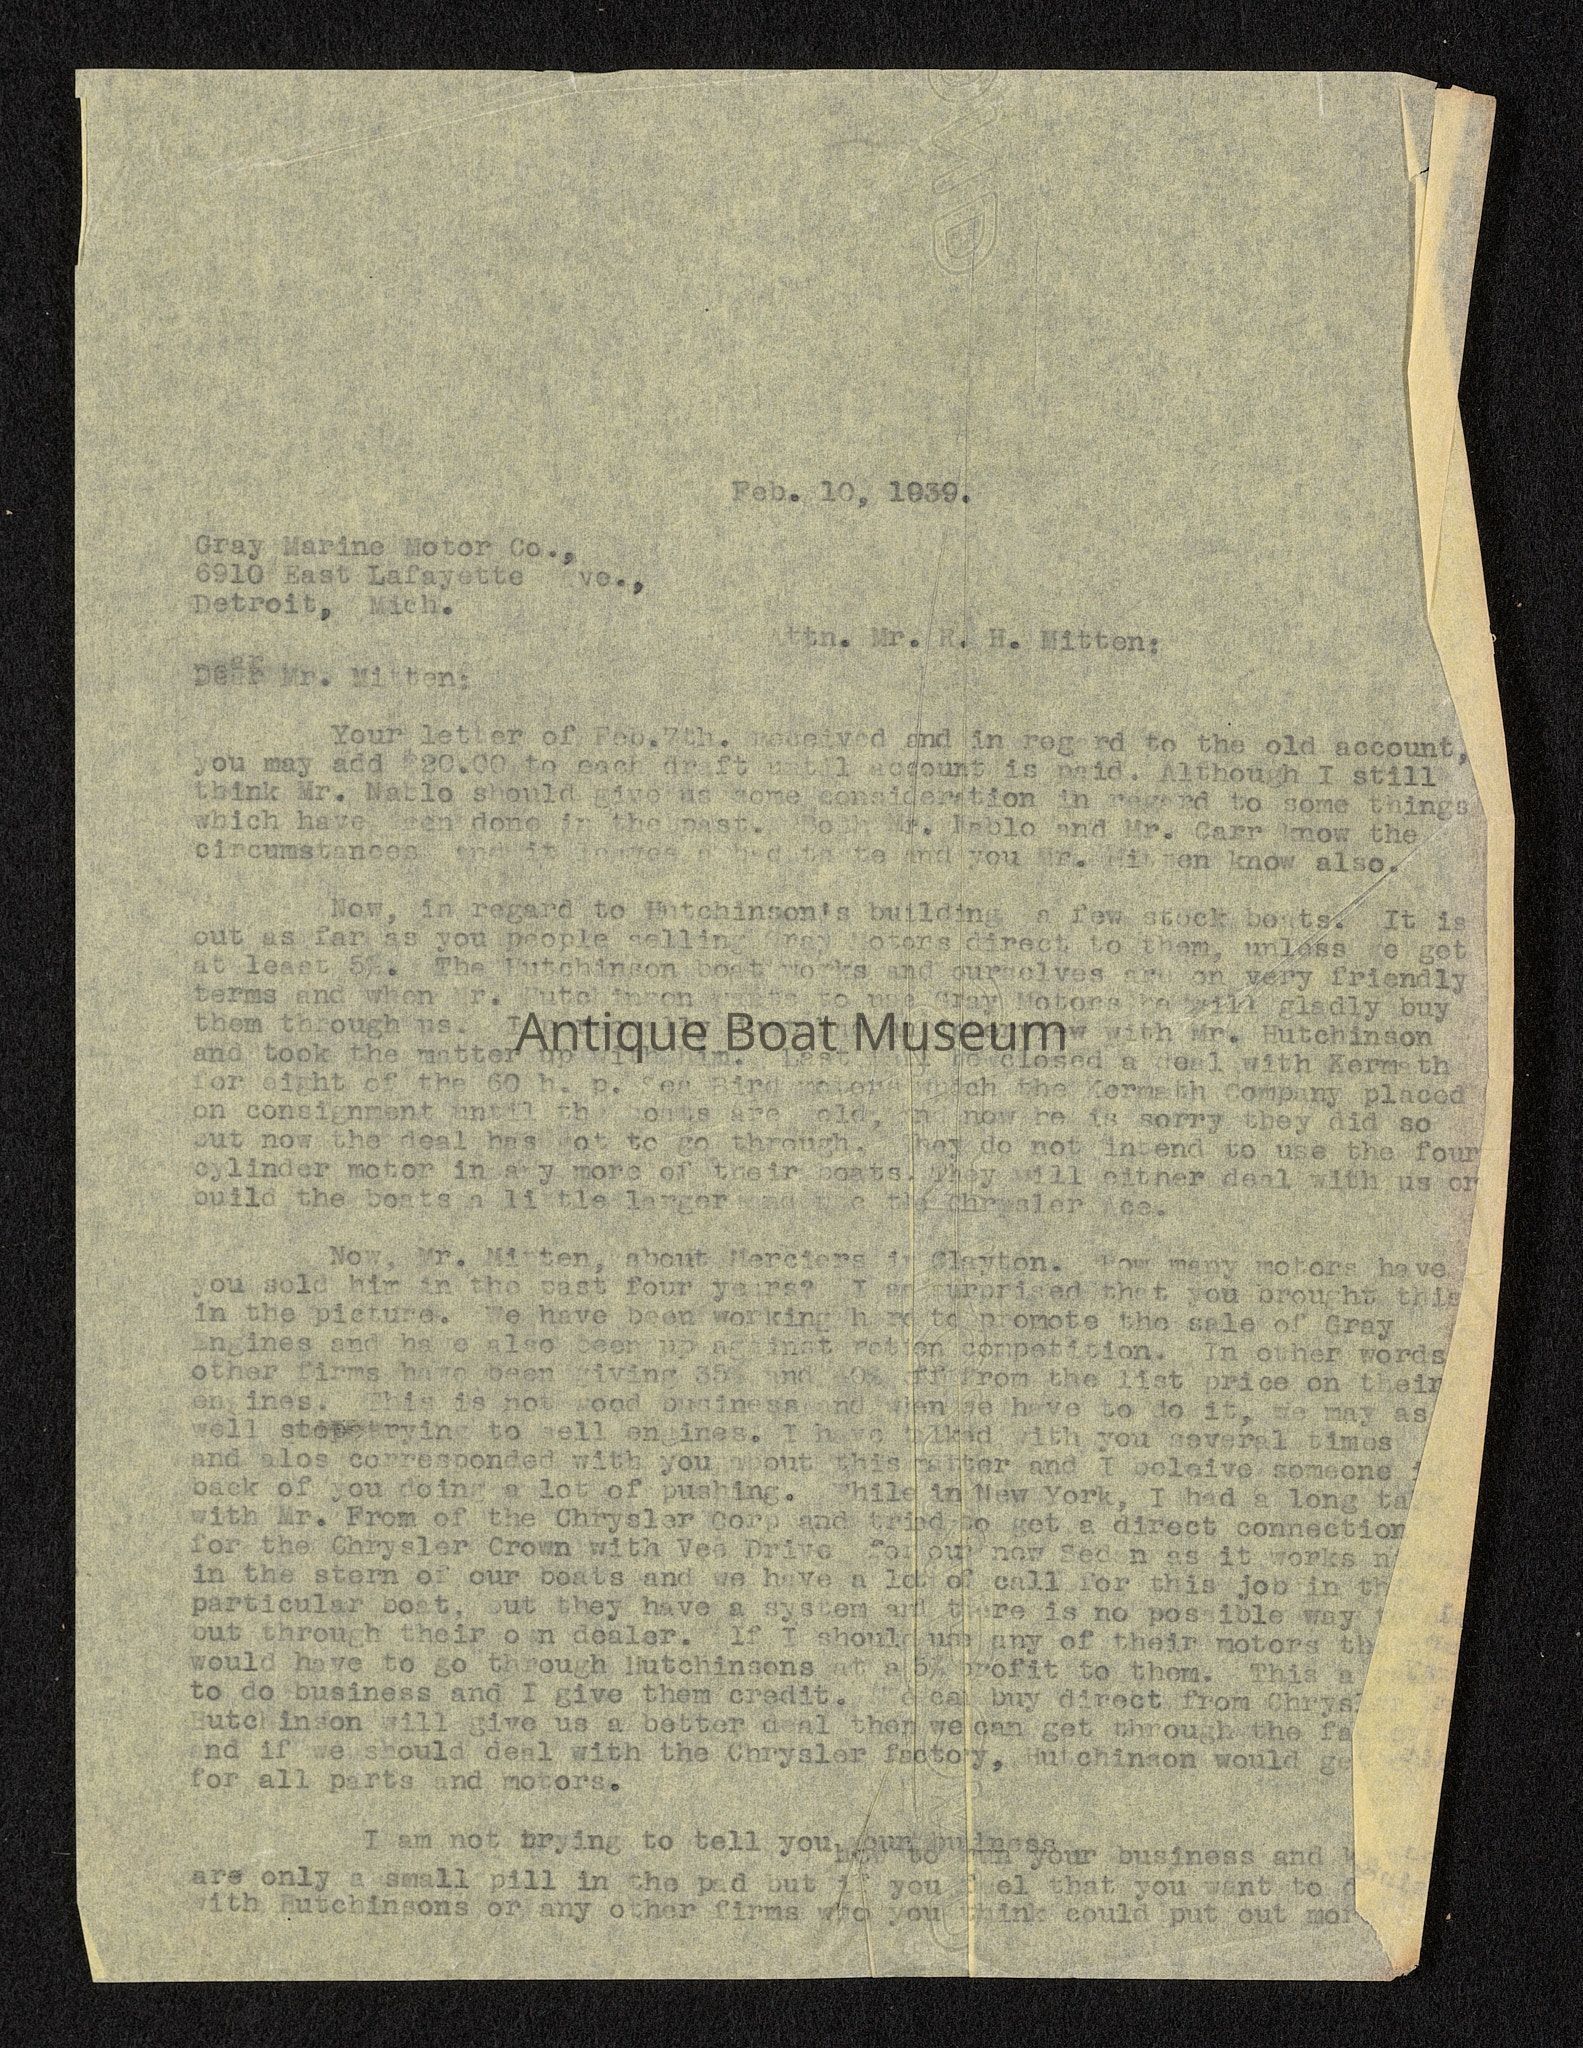 Feb. 10, 1939.
Gray Marine Motor Co.,
6910 East Lafayette ve.,
Detroit, Mich.
Attn. Mr. R. H. Mitten:
Dear Mr. Mitten:
Your letter of Feb.7th. received and in regard to the old account,
you may add $20.00 to each draft until account is paid. Although I still
think Mr. Nablo should give us some consideration in regard to some things
which have been done in the past. Both Mr. Nablo and Mr. Carr know the
circumstances and it leaves a bad taste and you Mr. Mitten know also.
Now, in regard to Hutchinson's building a few stock boats. It is
out as far as you people selling Gray Motors direct to them, unless we get
at least 5%. The Hutchinson boat works and ourselves are on very friendly
terms and when Mr. Hutchinson wants to use Gray Motors he will gladly buy
them through us. with Mr. Hutchinson
Antique Boat Museum
and took the matter up with him. Last fall he closed a deal with Kermath
for eight of the 60 h. p. Sea Bird motors which the Kermath Company placed
on consignment until the boats are sold, and now he is sorry they did so
but now the deal has got to go through. They do not intend to use the four
cylinder motor in any more of their boats. They will either deal with us or
build the boats a little larger and use the Chrysler Ace.
Now, Mr. Mitten, about Merciers in Clayton. How many motors have
you sold him in the past four years? I am surprised that you brought this
in the picture. We have been working hard to promote the sale of Gray
Engines and have also been up against rotten competition. In other words
other firms have been giving 35% and 40% off from the list price on their
engines. This is not good business and when we have to do it, we may as
well stop trying to sell engines. I have talked with you several times
and alos corresponded with you about this matter and I beleive someone
back of you doing a lot of pushing. While in New York, I had a long
with Mr. From of the Chrysler Corp and tried to get a direct connection
for the Chrysler Crown with Vee Drive for our new Sedan as it works
in the stern of our boats and we have a lot of call for this job in
particular boat, but they have a system and there is no possible way
out through their own dealer. If I should use any of their motors
would have to go through Hutchinsons at a 5% profit to them. This
to do business and I give them credit. We can buy direct from
Hutchinson will give us a better deal then we can get through the
and if we should deal with the Chrysler factory, Hutchinson would
for all parts and motors.
I am not trying to tell you your buIness
how to run your business and
are only a small pill in the pad but if you feel that you want to
with Hutchinsons or any other firms who you think could put out